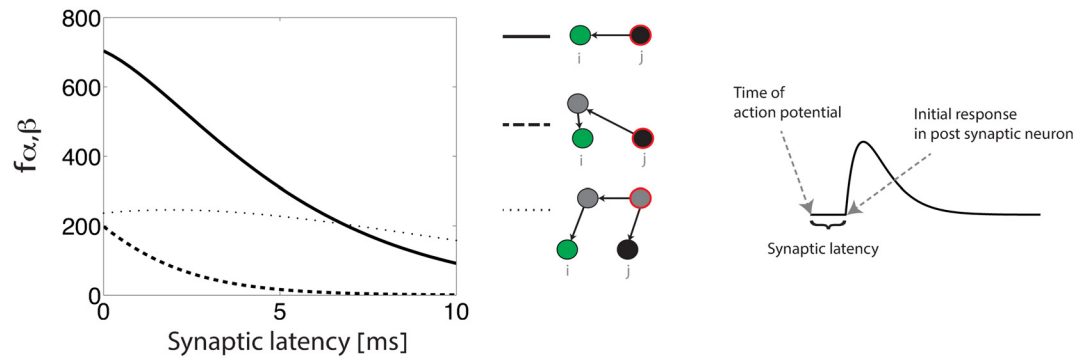 800
600
400
200
0
fα,β
0
5
10
Synaptic latency [ms]
i
j
i
j
i
j
Time of
action potential
Initial response
in post synaptic neuron
Synaptic latency